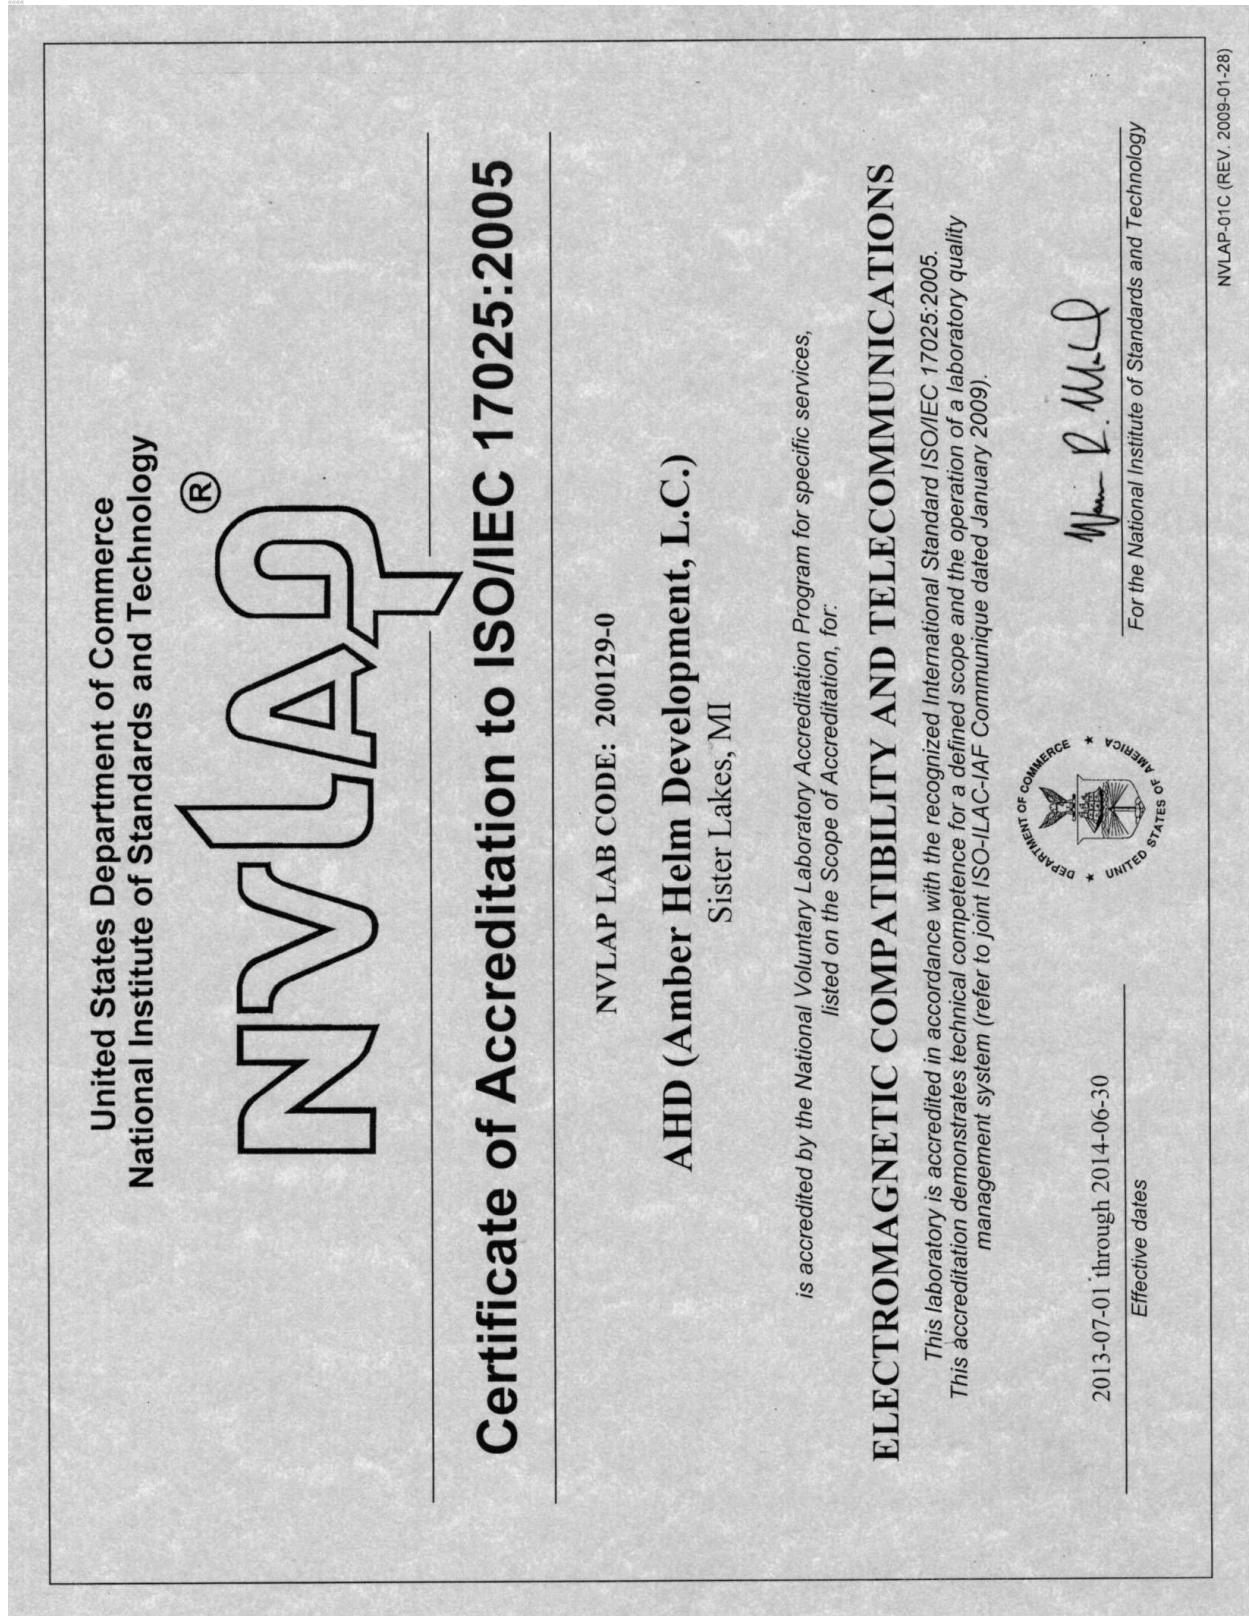 United States Department of Commerce
National Institute of Standards and Technology
NVLAP®
Certificate of Accreditation to ISO/IEC 17025:2005
NVLAP LAB CODE: 200129-0
AHD (Amber Helm Development, L.C.)
Sister Lakes, MI
is accredited by the National Voluntary Laboratory Accreditation Program for specific services,
listed on the Scope of Accreditation, for:
ELECTROMAGNETIC COMPATIBILITY AND TELECOMMUNICATIONS
This laboratory is accredited in accordance with the recognized International Standard ISO/IEC 17025:2005.
This accreditation demonstrates technical competence for a defined scope and the operation of a laboratory quality
management system (refer to joint ISO-ILAC-IAF Communique dated January 2009).
2013-07-01 through 2014-06-30
Effective dates
DEPARTMENT OF COMMERCE
UNITED STATES OF AMERICA
For the National Institute of Standards and Technology
NVLAP-01C (REV. 2009-01-28)